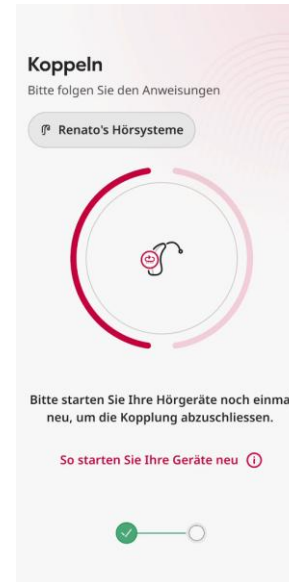 Koppeln
Bitte folgen Sie den Anweisungen
Renato's Hörsysteme
Bitte starten Sie Ihre Hörgeräte noch einma
neu, um die Kopplung abzuschliessen.
So starten Sie Ihre Geräte neu